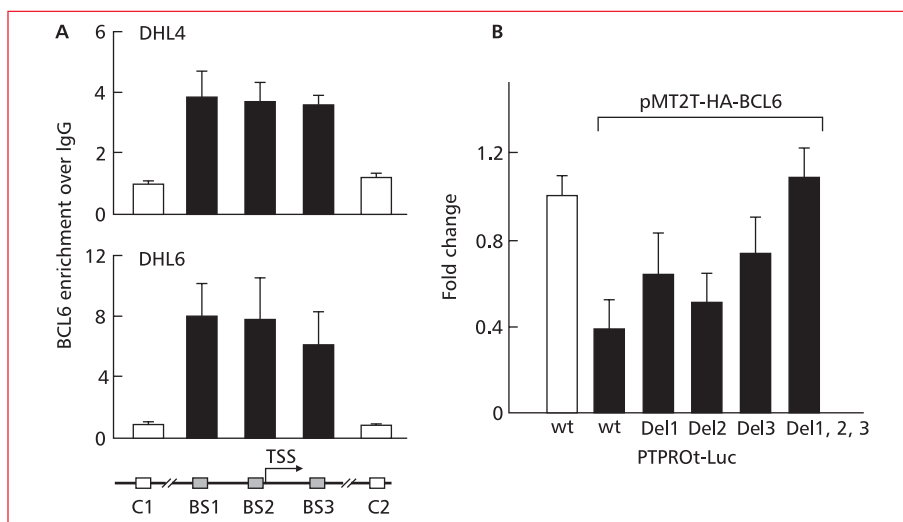 A
DHL4
BCL6 enrichment over IgG
6
4
2
0
DHL6
12
8
4
0
TSS
C1 BS1 BS2 BS3 C2
B
pMT2T-HA-BCL6
Fold change
1.2
0.8
0.4
0
wt wt Del1 Del2 Del3 Del1, 2, 3
PTPROt-Luc